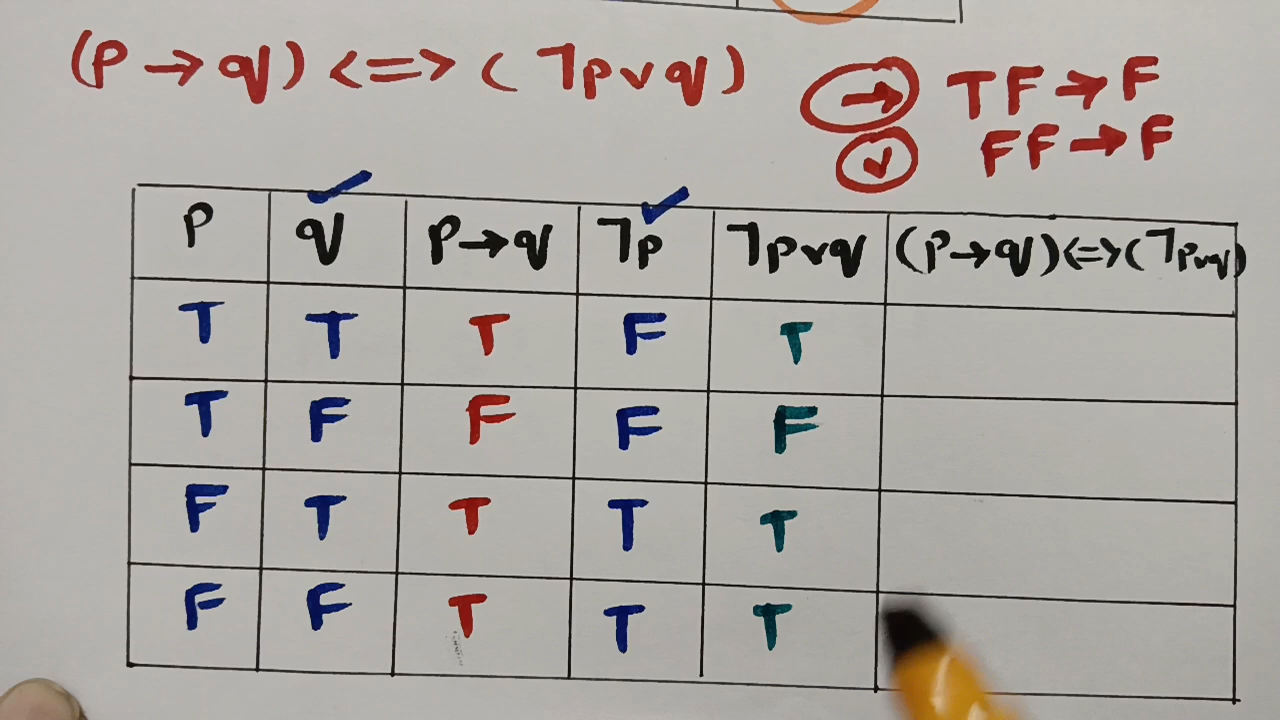 (P → q) <=> (¬p v q)
→ TF → F
v FF → F
P q P → q ¬p ¬p v q (P → q) <=> (¬p v q)
T T T F T
T F F F F
F T T T T
F F T T T